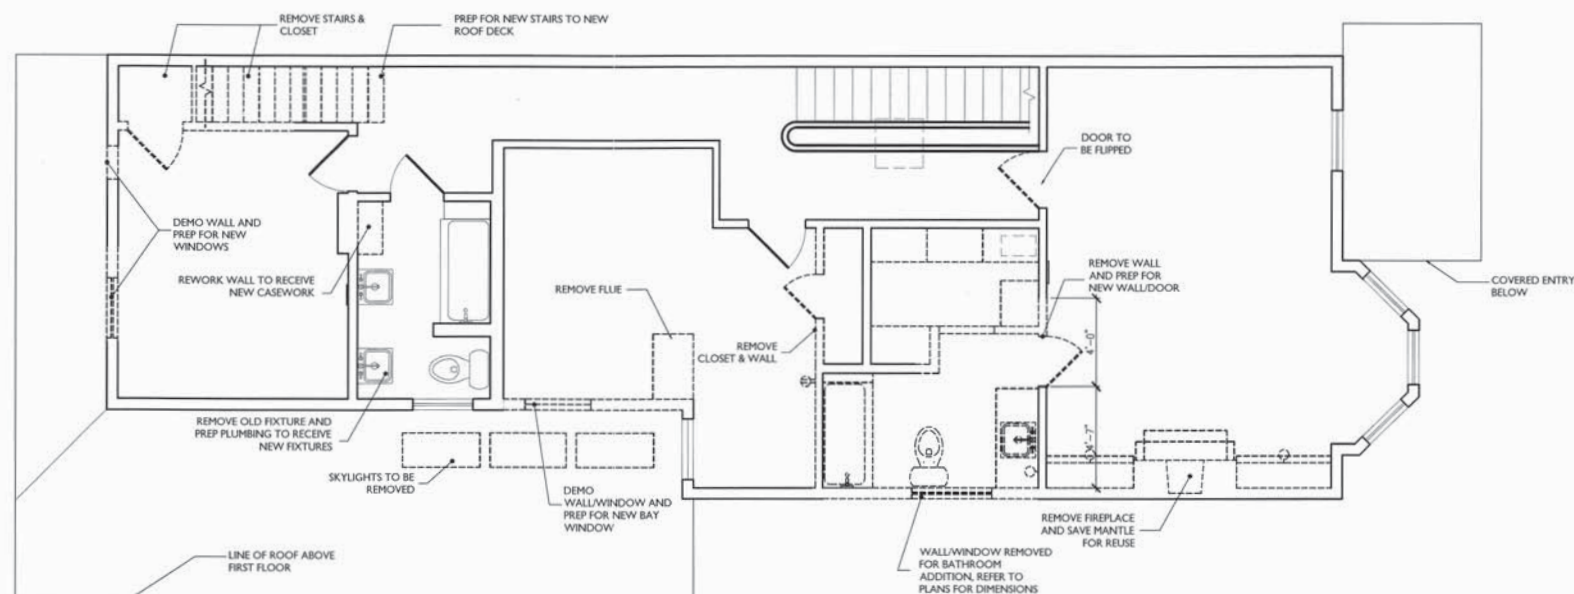 REMOVE STAIRS &
CLOSET
PREP FOR NEW STAIRS TO NEW
ROOF DECK
DOOR TO
BE FLIPPED
DEMO WALL AND
PREP FOR NEW
WINDOWS
REWORK WALL TO RECEIVE
NEW CASEWORK
REMOVE FLUE
REMOVE
CLOSET & WALL
REMOVE WALL
AND PREP FOR
NEW WALL/DOOR
COVERED ENTRY
BELOW
4'-0"
4'-7"
REMOVE OLD FIXTURE AND
PREP PLUMBING TO RECEIVE
NEW FIXTURES
SKYLIGHTS TO BE
REMOVED
DEMO
WALL/WINDOW AND
PREP FOR NEW BAY
WINDOW
REMOVE FIREPLACE
AND SAVE MANTLE
FOR REUSE
WALL/WINDOW REMOVED
FOR BATHROOM
ADDITION, REFER TO
PLANS FOR DIMENSIONS
LINE OF ROOF ABOVE
FIRST FLOOR